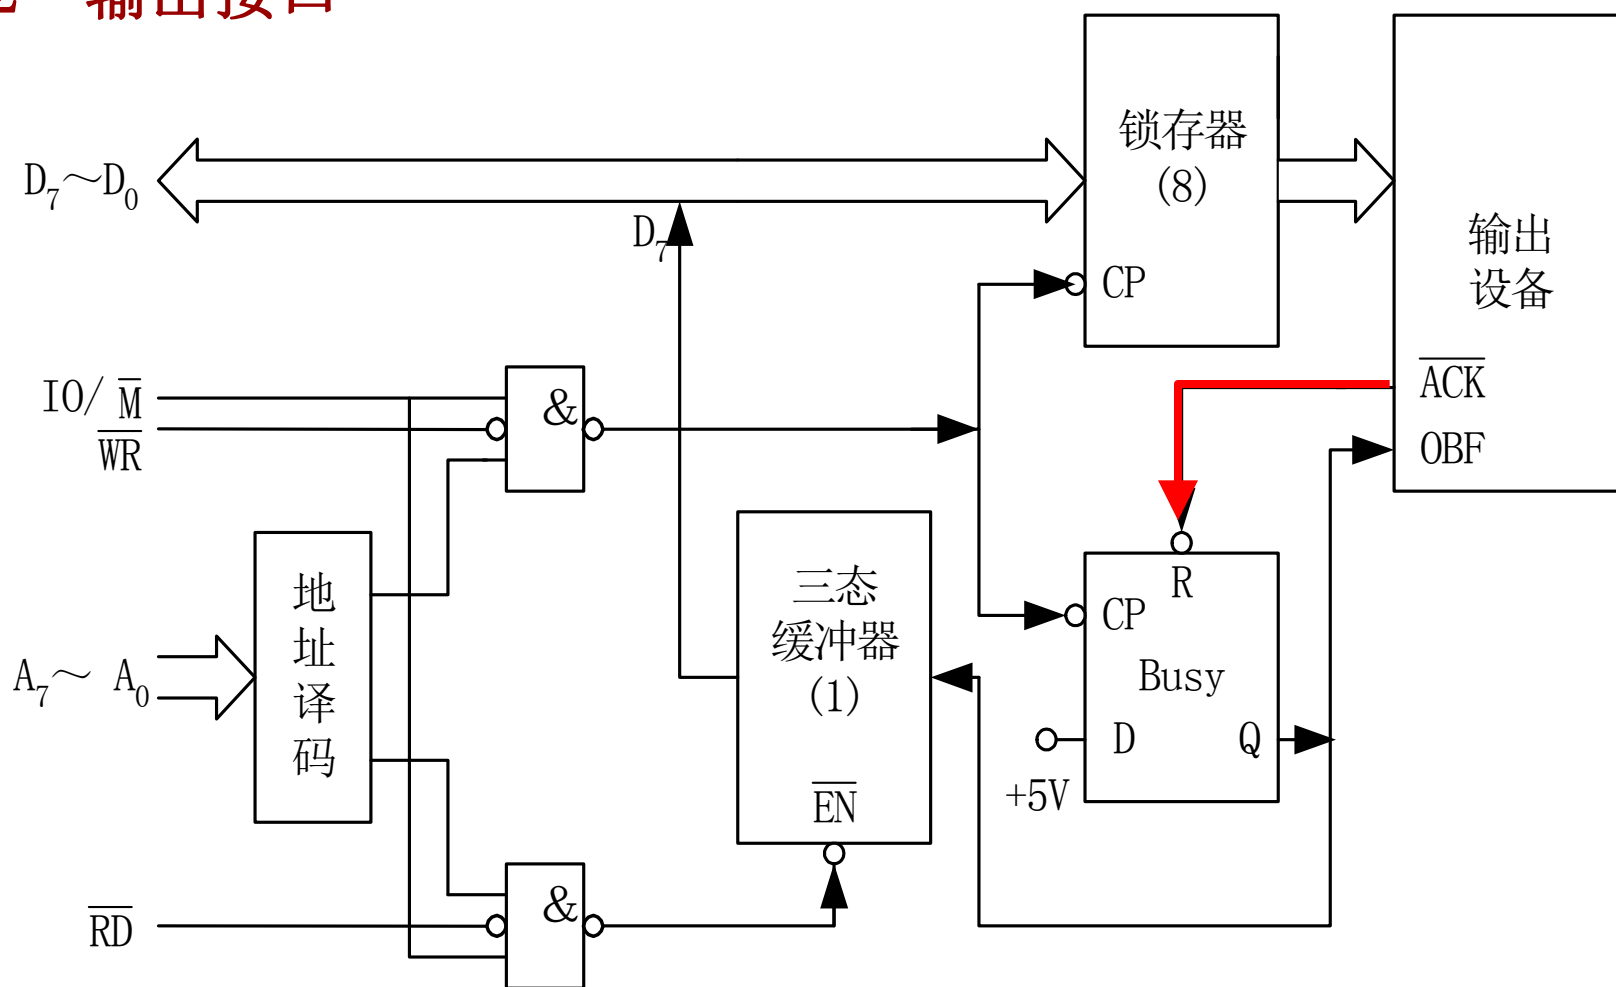 2 输出接口
D7～D0
D7
锁存器
(8)
CP
输出
设备
ACK
OBF
IO/M
WR
&
地
址
译
码
A7～ A0
三态
缓冲器
(1)
EN
R
CP
Busy
D
Q
+5V
RD
&